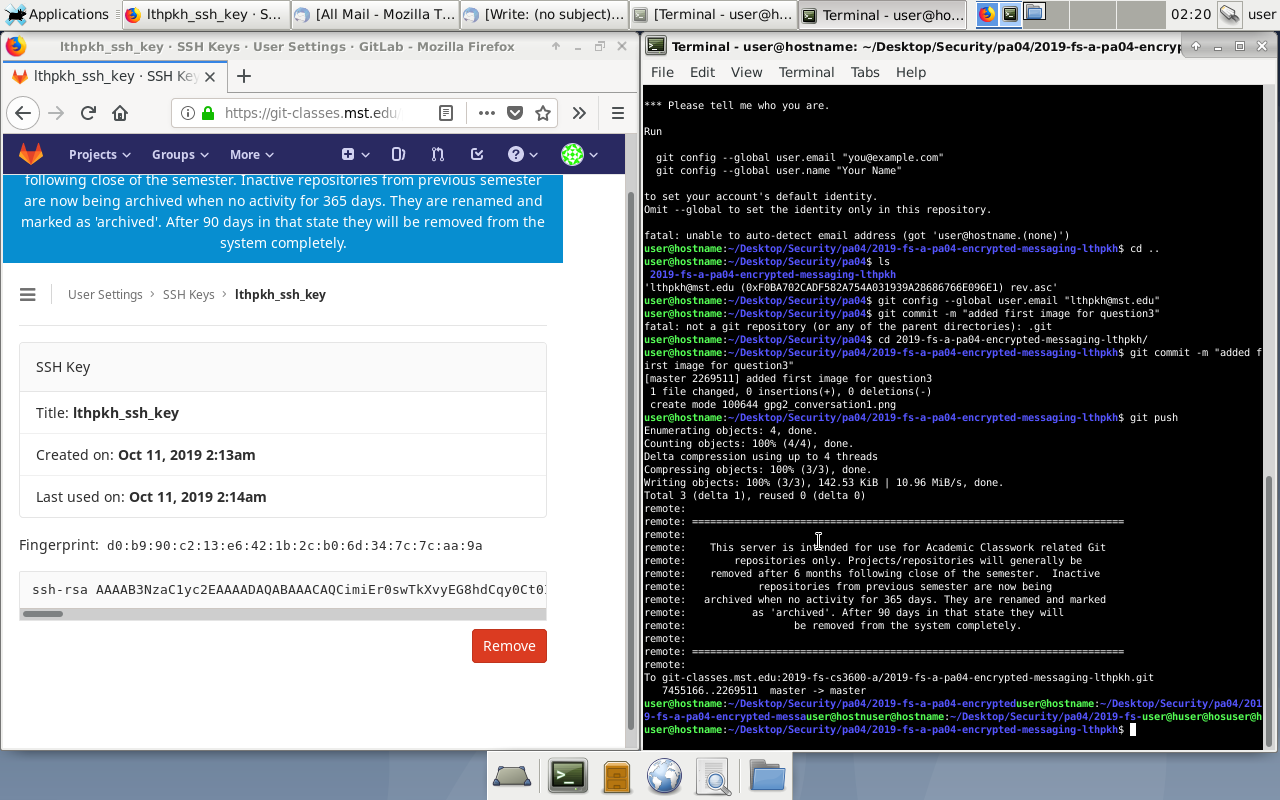 Applications
lthpkh_ssh_key · S...
[All Mail - Mozilla T...
[Write: (no subject)...
[Terminal - user@h...
Terminal - user@ho...
02:20
user
lthpkh_ssh_key · SSH Keys · User Settings · GitLab - Mozilla Firefox
lthpkh_ssh_key · SSH Key
https://git-classes.mst.edu/
Projects
Groups
More
following close of the semester. Inactive repositories from previous semester
are now being archived when no activity for 365 days. They are renamed and
marked as 'archived'. After 90 days in that state they will be removed from the
system completely.
User Settings > SSH Keys > lthpkh_ssh_key
SSH Key
Title: lthpkh_ssh_key
Created on: Oct 11, 2019 2:13am
Last used on: Oct 11, 2019 2:14am
Fingerprint: d0:b9:90:c2:13:e6:42:1b:2c:b0:6d:34:7c:7c:aa:9a
ssh-rsa AAAAB3NzaC1yc2EAAAADAQABAAACAQCimiEr0swTkXvyEG8hdCqy0Ct0
Remove
Terminal - user@hostname: ~/Desktop/Security/pa04/2019-fs-a-pa04-encryp
File Edit View Terminal Tabs Help
*** Please tell me who you are.
Run
git config --global user.email "you@example.com"
git config --global user.name "Your Name"
to set your account's default identity.
Omit --global to set the identity only in this repository.
fatal: unable to auto-detect email address (got 'user@hostname.(none)')
user@hostname:~/Desktop/Security/pa04/2019-fs-a-pa04-encrypted-messaging-lthpkh$ cd ..
user@hostname:~/Desktop/Security/pa04$ ls
2019-fs-a-pa04-encrypted-messaging-lthpkh
'lthpkh@mst.edu (0xF0BA702CADF582A754A031939A28686766E096E1) rev.asc'
user@hostname:~/Desktop/Security/pa04$ git config --global user.email "lthpkh@mst.edu"
user@hostname:~/Desktop/Security/pa04$ git commit -m "added first image for question3"
fatal: not a git repository (or any of the parent directories): .git
user@hostname:~/Desktop/Security/pa04$ cd 2019-fs-a-pa04-encrypted-messaging-lthpkh/
user@hostname:~/Desktop/Security/pa04/2019-fs-a-pa04-encrypted-messaging-lthpkh$ git commit -m "added f
irst image for question3"
[master 2269511] added first image for question3
1 file changed, 0 insertions(+), 0 deletions(-)
create mode 100644 gpg2_conversation1.png
user@hostname:~/Desktop/Security/pa04/2019-fs-a-pa04-encrypted-messaging-lthpkh$ git push
Enumerating objects: 4, done.
Counting objects: 100% (4/4), done.
Delta compression using up to 4 threads
Compressing objects: 100% (3/3), done.
Writing objects: 100% (3/3), 142.53 KiB | 10.96 MiB/s, done.
Total 3 (delta 1), reused 0 (delta 0)
remote:
remote: ========================================================================
remote:
remote: This server is intended for use for Academic Classwork related Git
remote: repositories only. Projects/repositories will generally be
remote: removed after 6 months following close of the semester. Inactive
remote: repositories from previous semester are now being
remote: archived when no activity for 365 days. They are renamed and marked
remote: as 'archived'. After 90 days in that state they will
remote: be removed from the system completely.
remote:
remote: ========================================================================
remote:
To git-classes.mst.edu:2019-fs-cs3600-a/2019-fs-a-pa04-encrypted-messaging-lthpkh.git
7455166..2269511 master -> master
user@hostname:~/Desktop/Security/pa04/2019-fs-a-pa04-encrypteduser@hostname:~/Desktop/Security/pa04/201
9-fs-a-pa04-encrypted-messauser@hostnuser@hostname:~/Desktop/Security/pa04/2019-fs-user@huser@hosuser@h
user@hostname:~/Desktop/Security/pa04/2019-fs-a-pa04-encrypted-messaging-lthpkh$